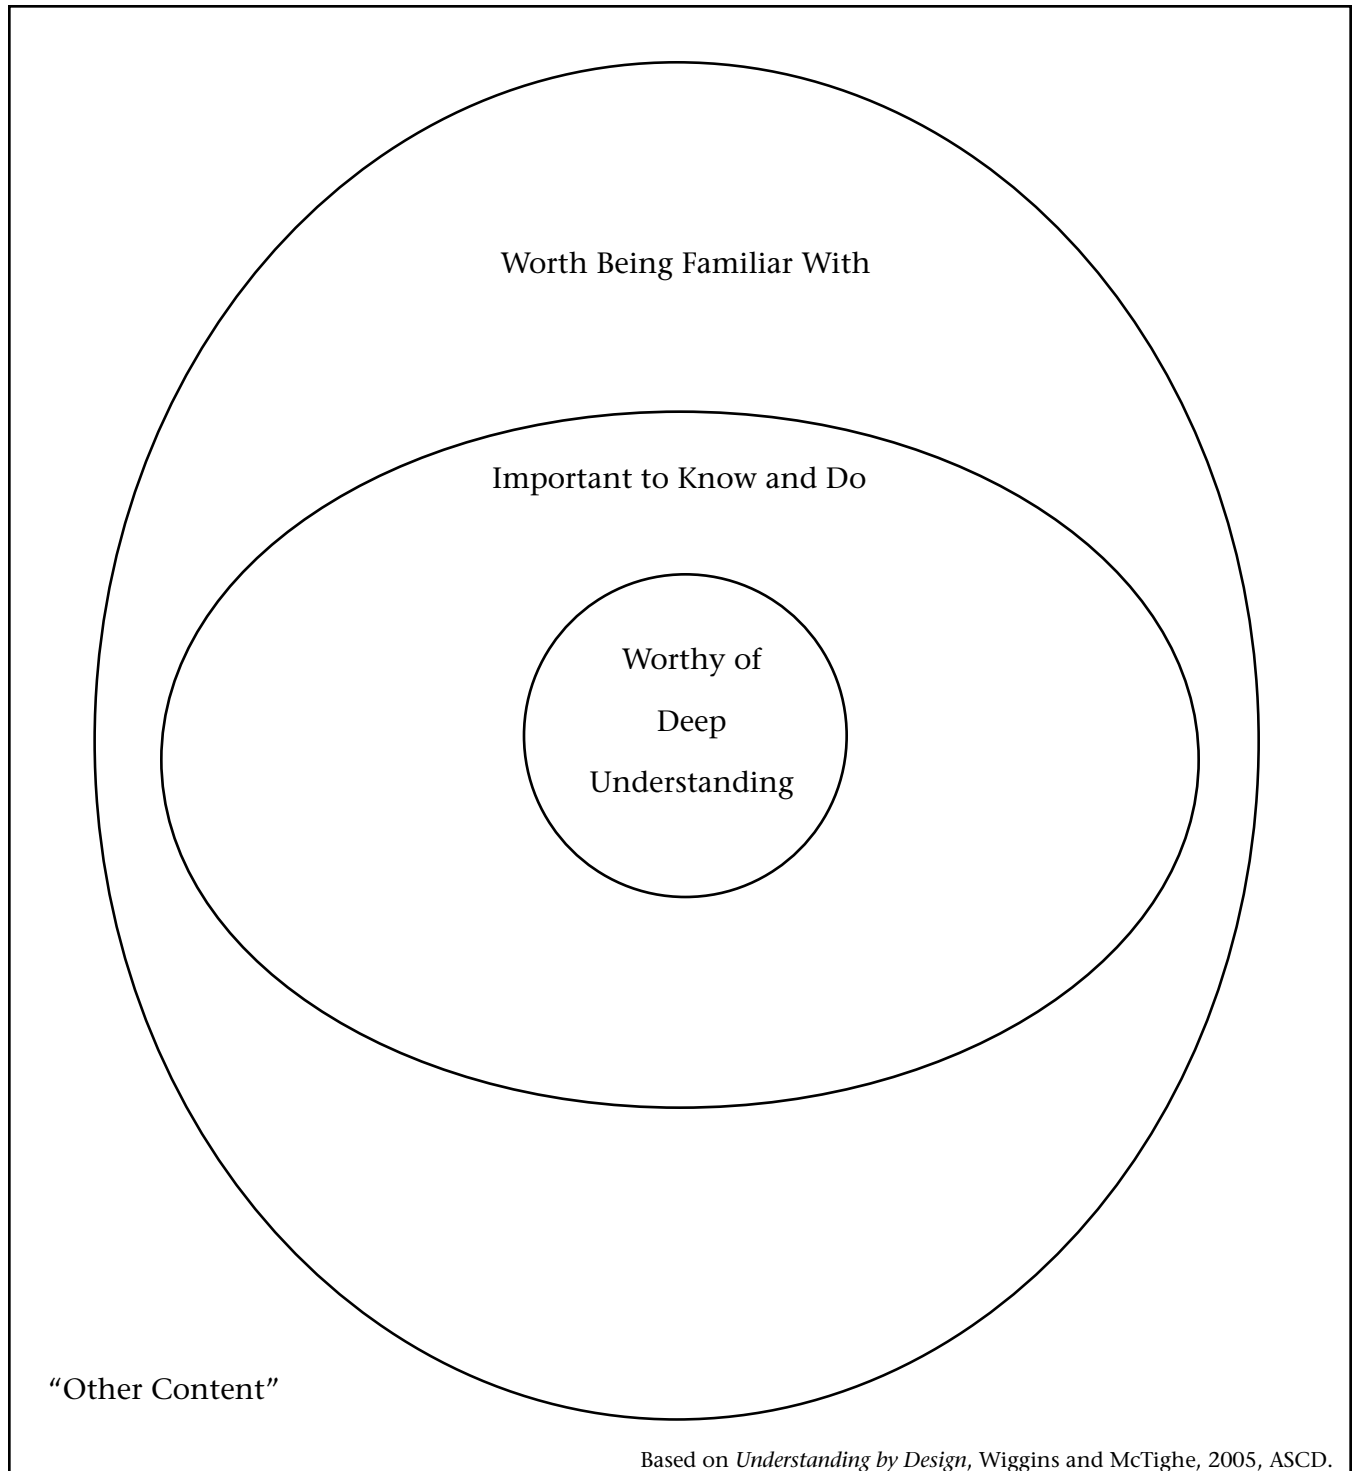 Worth Being Familiar With
Important to Know and Do
Worthy of
Deep
Understanding
“Other Content”
Based on Understanding by Design, Wiggins and McTighe, 2005, ASCD.